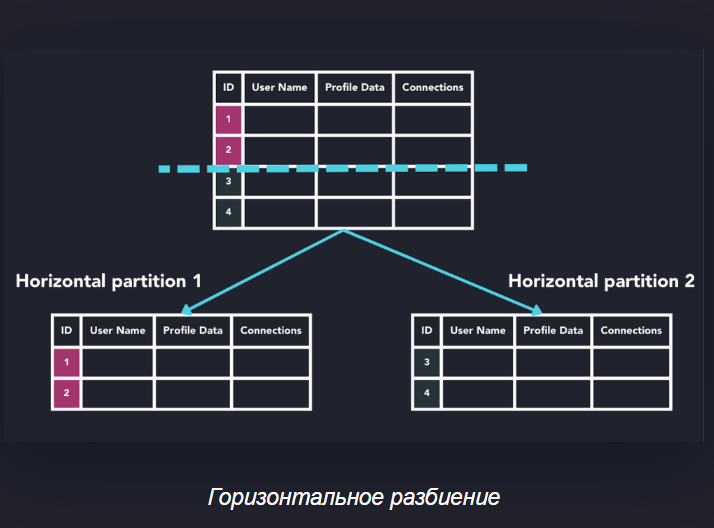 ID User Name Profile Data Connections
1
2
3
4
Horizontal partition 1 Horizontal partition 2
ID User Name Profile Data Connections ID User Name Profile Data Connections
1 3
2 4
Горизонтальное разбиение